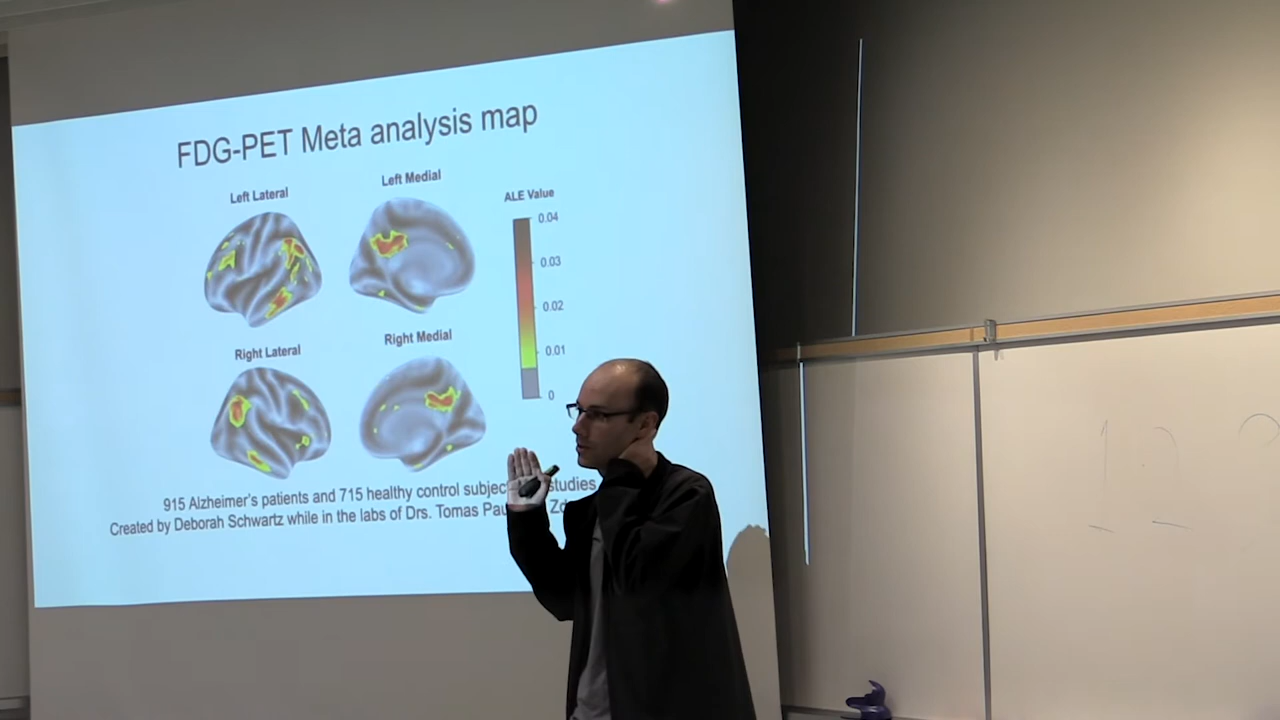 FDG-PET Meta analysis map
Left Lateral
Left Medial
ALE Value
0.04
0.03
0.02
0.01
0
Right Lateral
Right Medial
915 Alzheimer's patients and 715 healthy control studies
Created by Deborah Schwartz while in the labs of Drs. Tomas